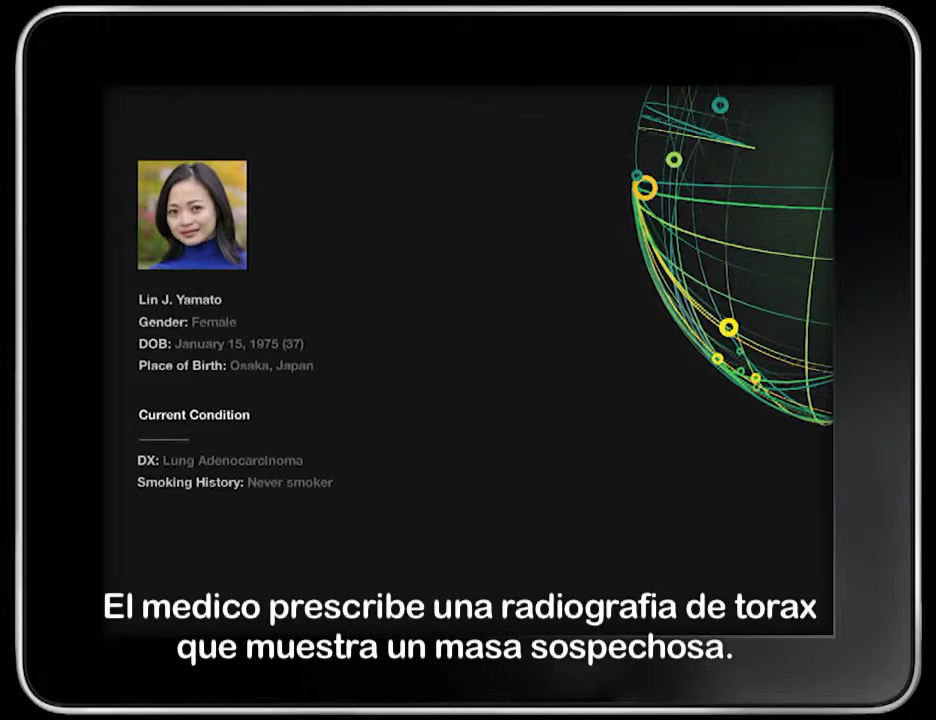 Lin J. Yamato
Gender: Female
DOB: January 15, 1975 (37)
Place of Birth: Osaka, Japan
Current Condition
DX: Lung Adenocarcinoma
Smoking History: Never smoker
El medico prescribe una radiografia de torax
que muestra un masa sospechosa.